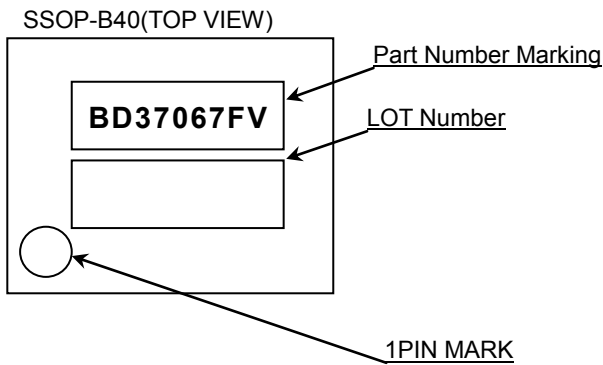 SSOP-B40(TOP VIEW)
Part Number Marking
BD37067FV
LOT Number
1PIN MARK